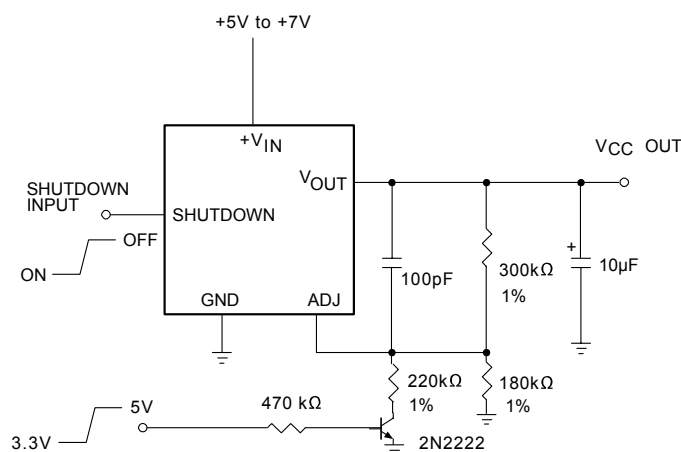 +5V to +7V
+VIN
VCC OUT
SHUTDOWN
INPUT
VOUT
SHUTDOWN
OFF
ON
GND
ADJ
100pF
300kΩ
1%
+
10µF
220kΩ
1%
180kΩ
1%
470 kΩ
5V
3.3V
2N2222